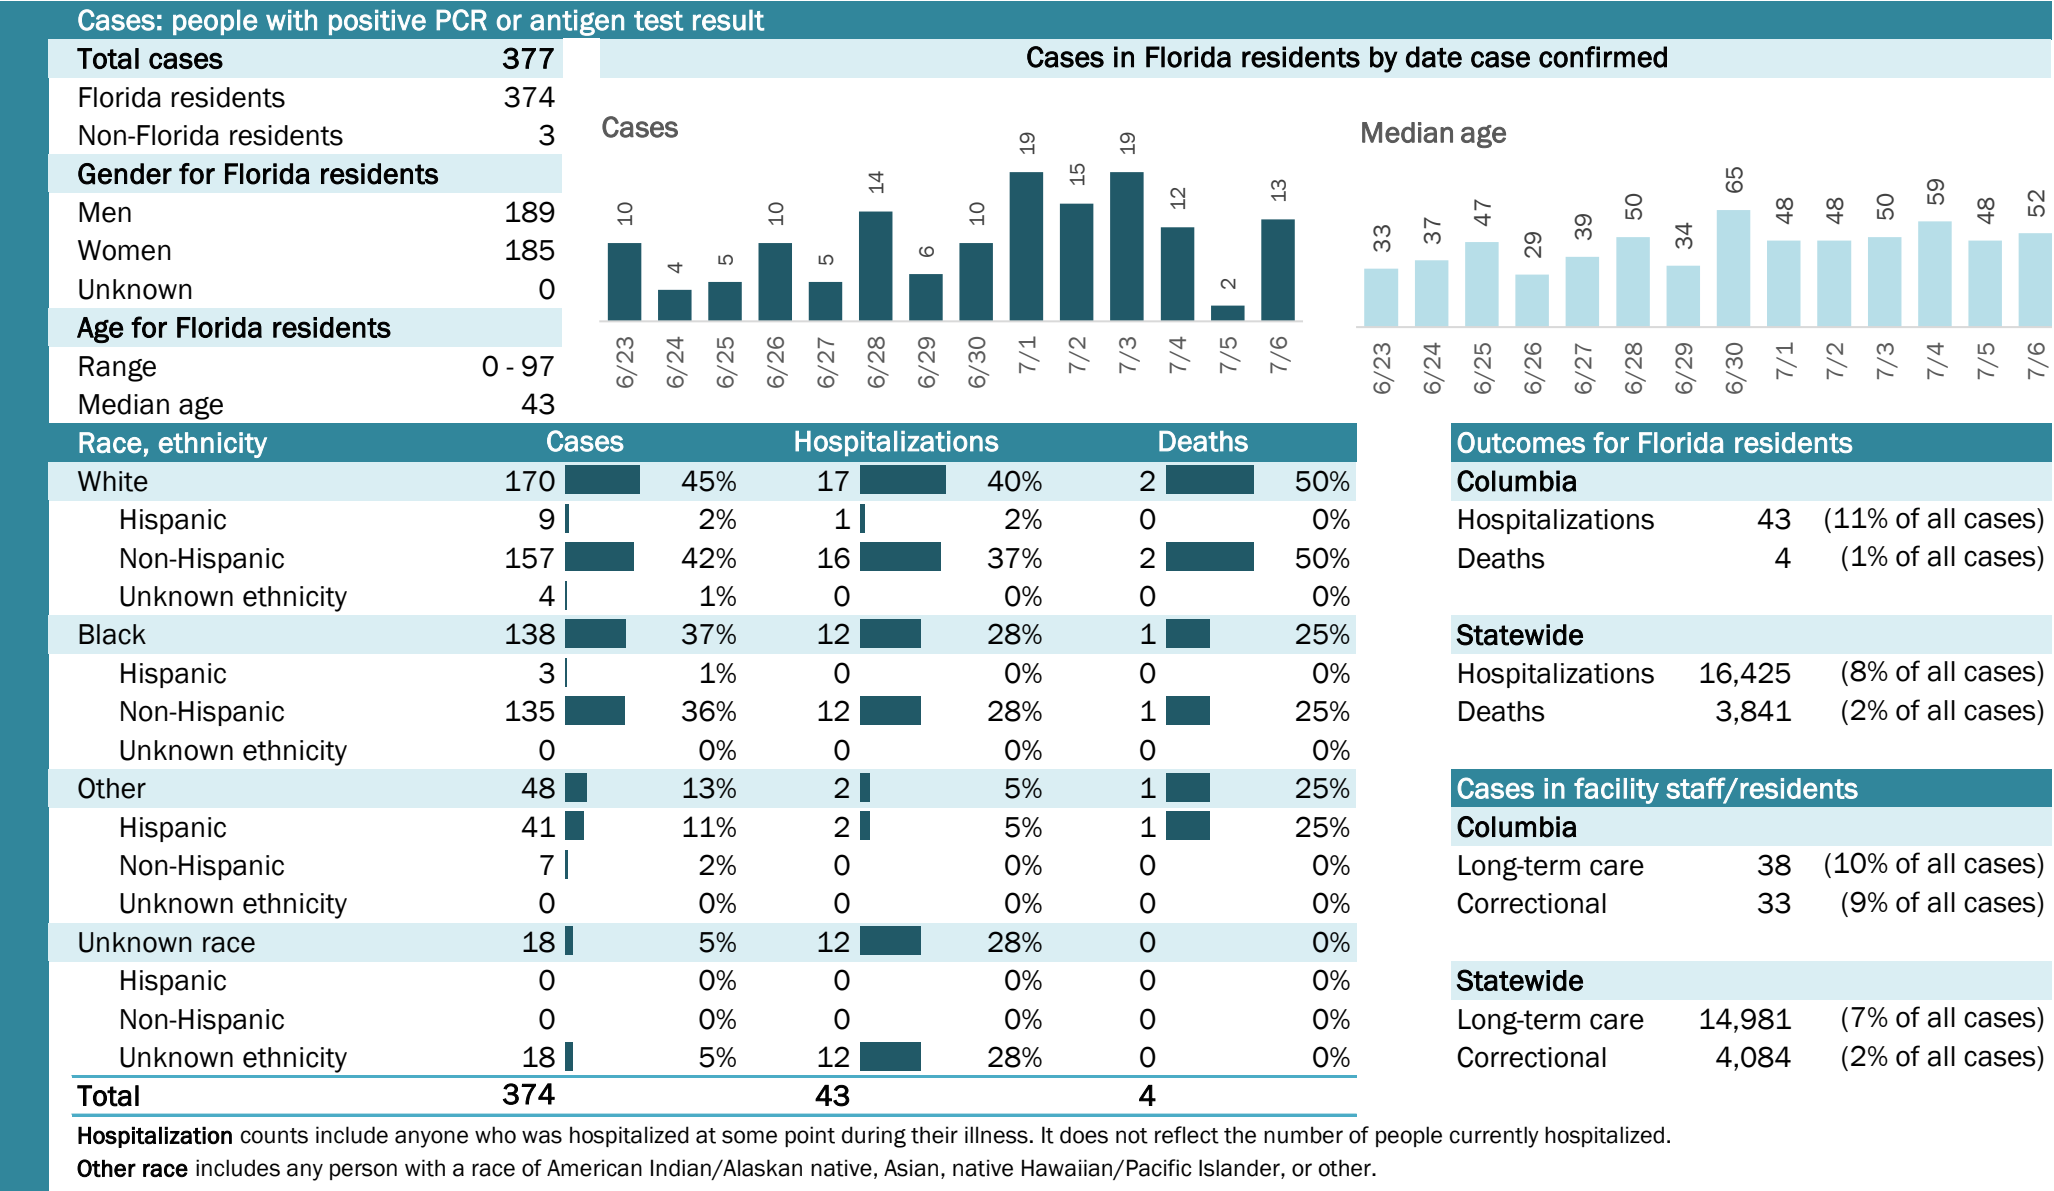 Cases: people with positive PCR or antigen test result
Total cases 377
Florida residents 374
Non-Florida residents 3
Gender for Florida residents
Men 189
Women 185
Unknown 0
Age for Florida residents
Range 0 - 97
Median age 43
Cases in Florida residents by date case confirmed
Cases
10 4 5 10 5 14 6 10 19 15 19 12 2 13
6/23 6/24 6/25 6/26 6/27 6/28 6/29 6/30 7/1 7/2 7/3 7/4 7/5 7/6
Median age
33 37 47 29 39 50 34 65 48 48 50 59 48 52
6/23 6/24 6/25 6/26 6/27 6/28 6/29 6/30 7/1 7/2 7/3 7/4 7/5 7/6
Race, ethnicity Cases Hospitalizations Deaths
White 170 45% 17 40% 2 50%
Hispanic 9 2% 1 2% 0 0%
Non-Hispanic 157 42% 16 37% 2 50%
Unknown ethnicity 4 1% 0 0% 0 0%
Black 138 37% 12 28% 1 25%
Hispanic 3 1% 0 0% 0 0%
Non-Hispanic 135 36% 12 28% 1 25%
Unknown ethnicity 0 0% 0 0% 0 0%
Other 48 13% 2 5% 1 25%
Hispanic 41 11% 2 5% 1 25%
Non-Hispanic 7 2% 0 0% 0 0%
Unknown ethnicity 0 0% 0 0% 0 0%
Unknown race 18 5% 12 28% 0 0%
Hispanic 0 0% 0 0% 0 0%
Non-Hispanic 0 0% 0 0% 0 0%
Unknown ethnicity 18 5% 12 28% 0 0%
Total 374 43 4
Outcomes for Florida residents
Columbia
Hospitalizations 43 (11% of all cases)
Deaths 4 (1% of all cases)
Statewide
Hospitalizations 16,425 (8% of all cases)
Deaths 3,841 (2% of all cases)
Cases in facility staff/residents
Columbia
Long-term care 38 (10% of all cases)
Correctional 33 (9% of all cases)
Statewide
Long-term care 14,981 (7% of all cases)
Correctional 4,084 (2% of all cases)
Hospitalization counts include anyone who was hospitalized at some point during their illness. It does not reflect the number of people currently hospitalized.
Other race includes any person with a race of American Indian/Alaskan native, Asian, native Hawaiian/Pacific Islander, or other.